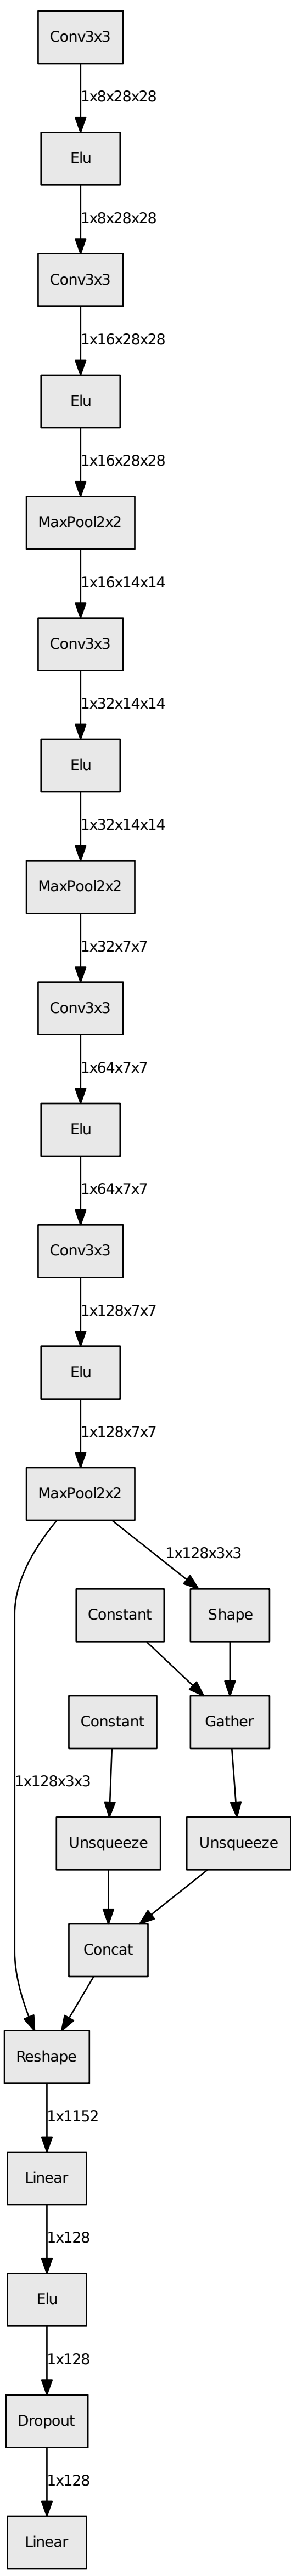 Conv3x3
1x8x28x28
Elu
1x8x28x28
Conv3x3
1x16x28x28
Elu
1x16x28x28
MaxPool2x2
1x16x14x14
Conv3x3
1x32x14x14
Elu
1x32x14x14
MaxPool2x2
1x32x7x7
Conv3x3
1x64x7x7
Elu
1x64x7x7
Conv3x3
1x128x7x7
Elu
1x128x7x7
MaxPool2x2
1x128x3x3
Constant
Shape
Constant
Gather
1x128x3x3
Unsqueeze
Unsqueeze
Concat
Reshape
1x1152
Linear
1x128
Elu
1x128
Dropout
1x128
Linear